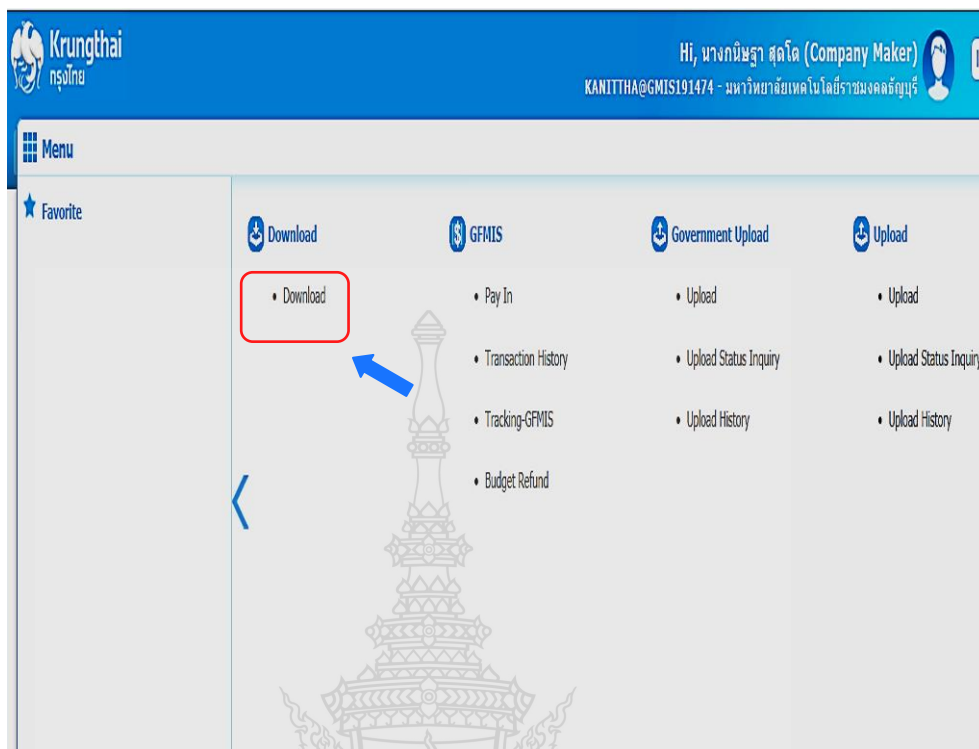 Krungthai
กรุงไทย
Hi, นางกนิษฐา สุดโต (Company Maker)
KANITTHA@GMIS191474 - มหาวิทยาลัยเทคโนโลยีราชมงคลธัญบุรี
Menu
Favorite
Download
• Download
GFMIS
• Pay In
• Transaction History
• Tracking-GFMIS
• Budget Refund
Government Upload
• Upload
• Upload Status Inquiry
• Upload History
Upload
• Upload
• Upload Status Inquiry
• Upload History